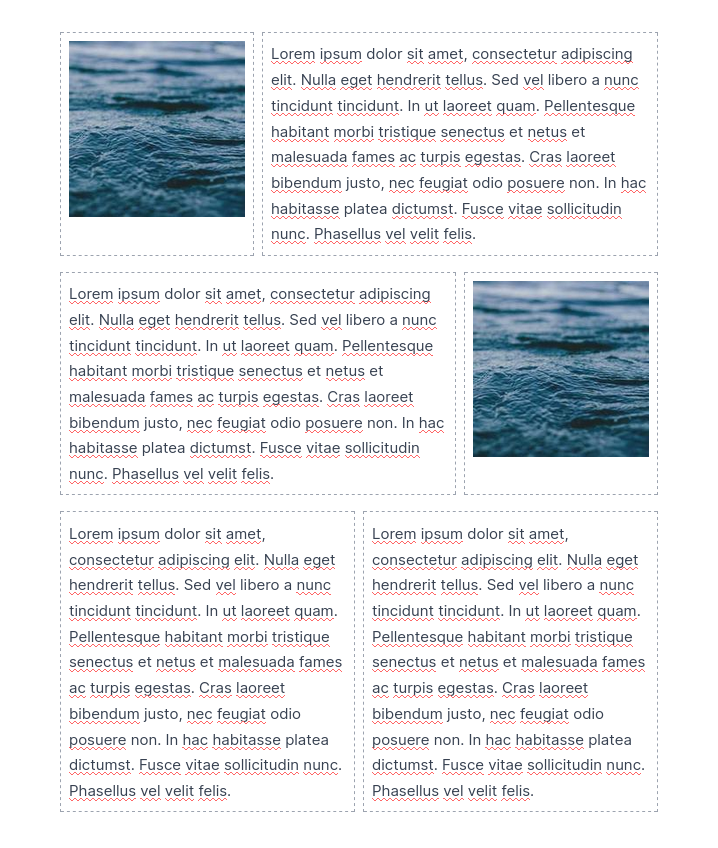 Lorem ipsum dolor sit amet, consectetur adipiscing
elit. Nulla eget hendrerit tellus. Sed vel libero a nunc
tincidunt tincidunt. In ut laoreet quam. Pellentesque
habitant morbi tristique senectus et netus et
malesuada fames ac turpis egestas. Cras laoreet
bibendum justo, nec feugiat odio posuere non. In hac
habitasse platea dictumst. Fusce vitae sollicitudin
nunc. Phasellus vel velit felis.
Lorem ipsum dolor sit amet, consectetur adipiscing
elit. Nulla eget hendrerit tellus. Sed vel libero a nunc
tincidunt tincidunt. In ut laoreet quam. Pellentesque
habitant morbi tristique senectus et netus et
malesuada fames ac turpis egestas. Cras laoreet
bibendum justo, nec feugiat odio posuere non. In hac
habitasse platea dictumst. Fusce vitae sollicitudin
nunc. Phasellus vel velit felis.
Lorem ipsum dolor sit amet,
consectetur adipiscing elit. Nulla eget
hendrerit tellus. Sed vel libero a nunc
tincidunt tincidunt. In ut laoreet quam.
Pellentesque habitant morbi tristique
senectus et netus et malesuada fames
ac turpis egestas. Cras laoreet
bibendum justo, nec feugiat odio
posuere non. In hac habitasse platea
dictumst. Fusce vitae sollicitudin nunc.
Phasellus vel velit felis.
Lorem ipsum dolor sit amet,
consectetur adipiscing elit. Nulla eget
hendrerit tellus. Sed vel libero a nunc
tincidunt tincidunt. In ut laoreet quam.
Pellentesque habitant morbi tristique
senectus et netus et malesuada fames
ac turpis egestas. Cras laoreet
bibendum justo, nec feugiat odio
posuere non. In hac habitasse platea
dictumst. Fusce vitae sollicitudin nunc.
Phasellus vel velit felis.